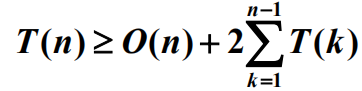 T(n) ≥ O(n) + 2∑_{k=1}^{n-1} T(k)